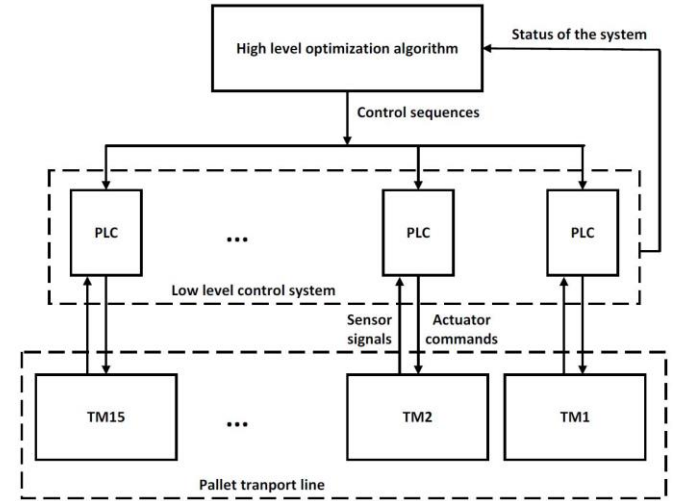 High level optimization algorithm
Status of the system
Control sequences
PLC
...
PLC
PLC
Low level control system
Sensor
signals
Actuator
commands
TM15
...
TM2
TM1
Pallet tranport line